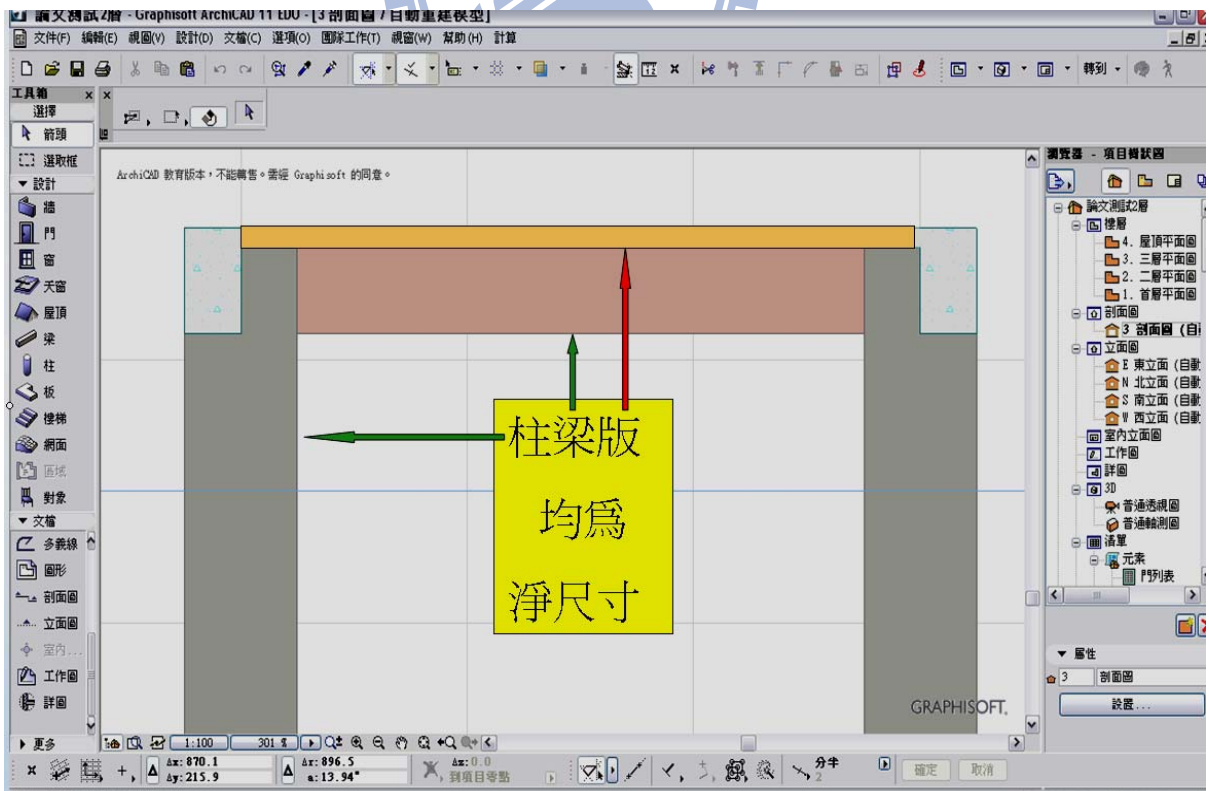 論文測試2層 - Graphisoft ArchiCAD 11 EDU - [3 剖面圖 / 自動重建模型]
文件(F) 編輯(E) 視圖(V) 設計(D) 文檔(C) 選項(O) 團隊工作(T) 視窗(W) 幫助(H) 計算
轉到
工具箱
選擇
箭頭
選取框
設計
牆
門
窗
天窗
屋頂
梁
柱
板
樓梯
網面
區域
對象
文檔
多義線
圖形
剖面圖
立面圖
室內...
工作圖
詳圖
更多
ArchiCAD 教育版本，不能轉售。需經 Graphisoft 的同意。
柱梁版
均為
淨尺寸
GRAPHISOFT.
瀏覽器 - 項目樹狀圖
論文測試2層
樓層
4. 屋頂平面圖
3. 三層平面圖
2. 二層平面圖
1. 首層平面圖
剖面圖
3 剖面圖 (自
立面圖
E 東立面 (自動
N 北立面 (自動
S 南立面 (自動
W 西立面 (自動
室內立面圖
工作圖
詳圖
3D
普通透視圖
普通軸測圖
清單
元素
門列表
屬性
3 剖面圖
設置...
1:100 301 %
Δx:870.1
Δy:215.9
Δr:896.5
a:13.94°
Δz:0.0
到項目零點
分半
2
確定 取消